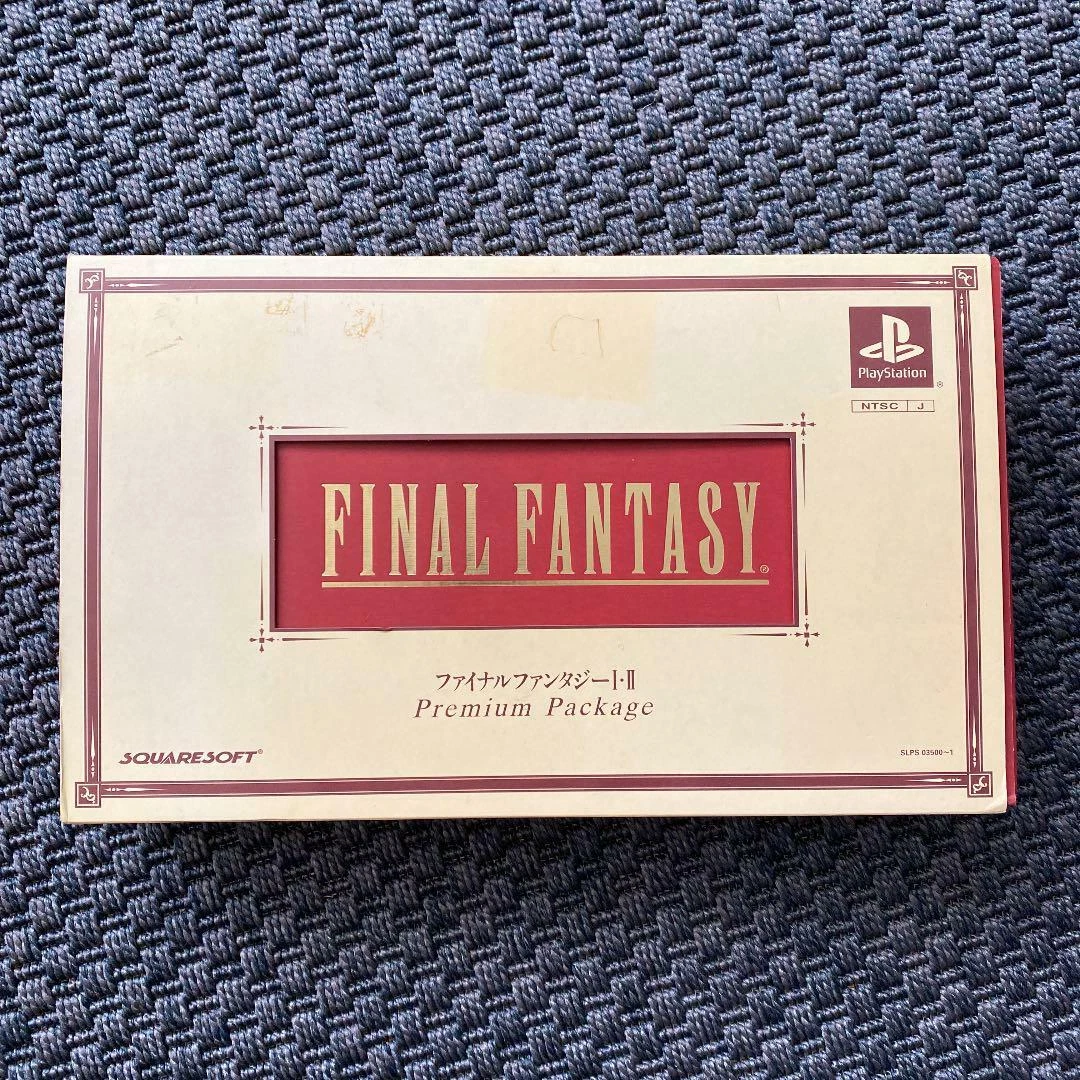 PlayStation®
NTSC J
FINAL FANTASY®
ファイナルファンタジーI・II
Premium Package
SQUARESOFT®
SLPS 03500~1